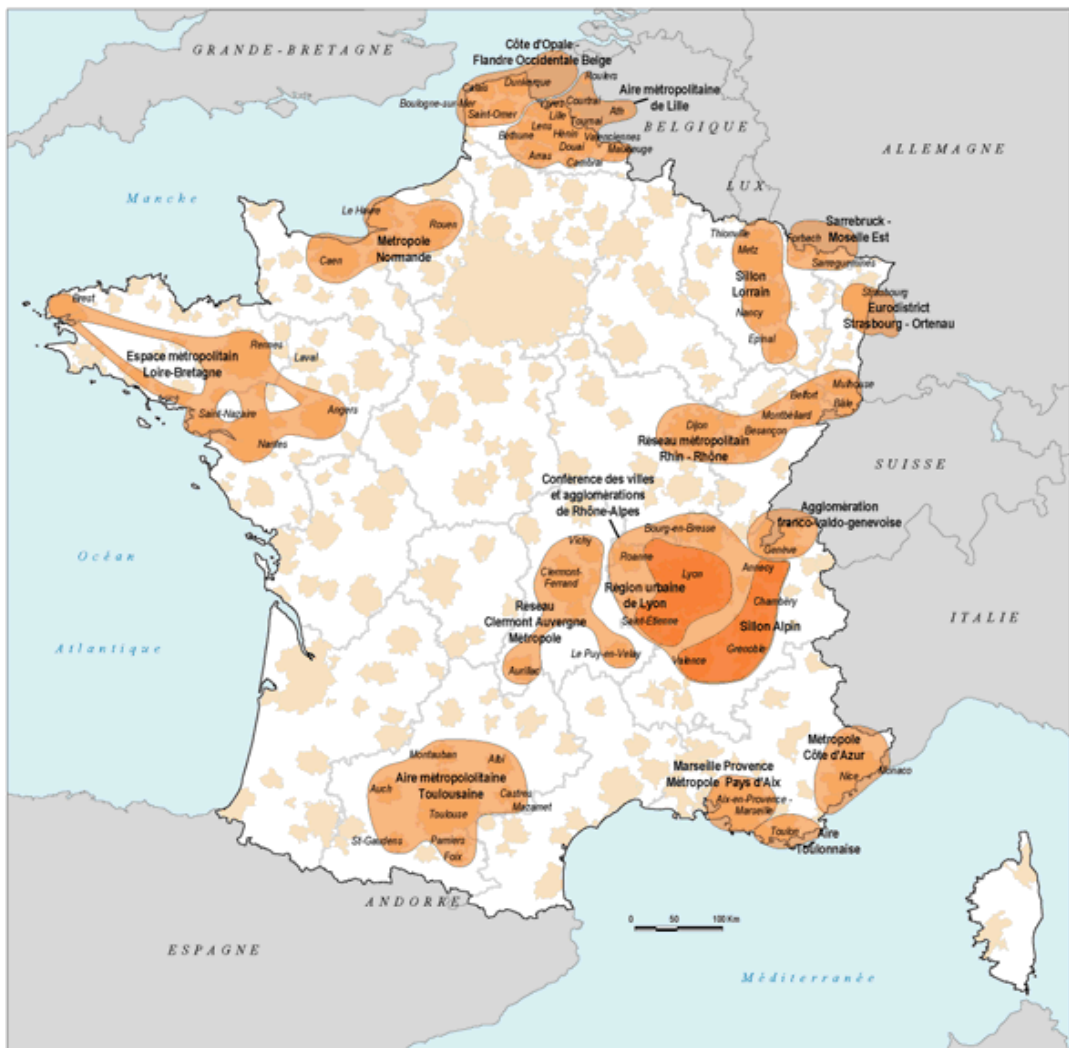 GRANDE-BRETAGNE
Côte d'Opale -
Flandre Occidentale Belge
Dunkerque
Roulers
Calais
Aire métropolitaine
de Lille
Boulogne-sur-Mer
Saint-Omer
Ypres
Courtrai
Ath
Lille
Tournai
Lens
BELGIQUE
Béthune
Hénin
Valenciennes
Douai
Maubeuge
Arras
Cambrai
ALLEMAGNE
Manche
LUX
Le Havre
Rouen
Métropole
Normande
Caen
Thionville
Metz
Forbach
Sarrebruck -
Moselle Est
Sarreguemines
Sillon
Lorrain
Nancy
Epinal
Strasbourg
Eurodistrict
Strasbourg - Ortenau
Brest
Rennes
Laval
Espace métropolitain
Loire-Bretagne
Saint-Nazaire
Angers
Nantes
Mulhouse
Belfort
Bâle
Montbéliard
Dijon
Besançon
Réseau métropolitain
Rhin - Rhône
SUISSE
Conférence des villes
et agglomérations
de Rhône-Alpes
Agglomération
franco-valdo-genevoise
Genève
Océan
Vichy
Bourg-en-Bresse
Roanne
Clermont-
Ferrand
Lyon
Annecy
Région urbaine
de Lyon
Chambéry
Réseau
Clermont Auvergne
Métropole
Saint-Étienne
Sillon Alpin
ITALIE
Atlantique
Le Puy-en-Velay
Valence
Grenoble
Aurillac
Montauban
Albi
Aire métropololitaine
Toulousaine
Auch
Castres
Mazamet
Toulouse
St-Gaudens
Pamiers
Foix
Métropole
Côte d'Azur
Nice
Monaco
Marseille Provence
Métropole Pays d'Aix
Aix-en-Provence -
Marseille
Toulon
Aire
Toulonnaise
ANDORRE
0 50 100 Km
ESPAGNE
Méditerranée